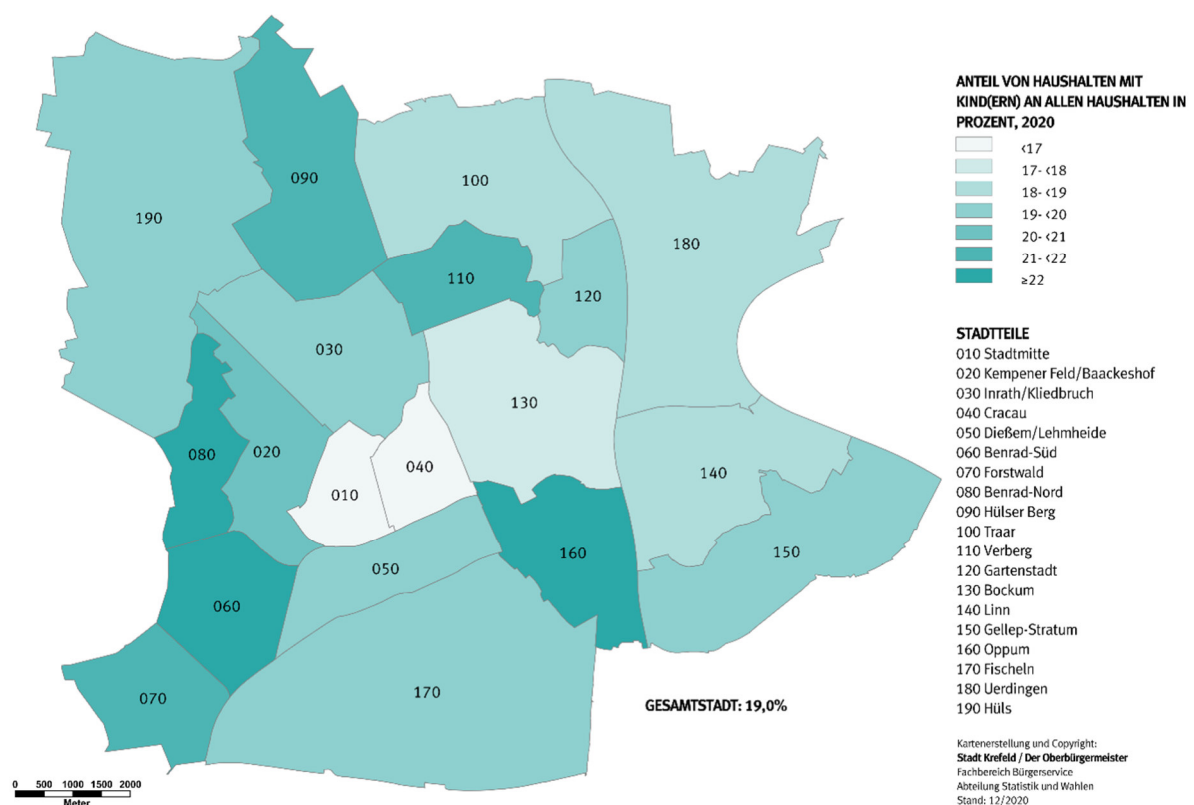 090
100
190
180
110
120
030
130
080
020
040
010
140
160
150
050
060
170
070
GESAMTSTADT: 19,0%
0 500 1000 1500 2000
Meter
ANTEIL VON HAUSHALTEN MIT
KIND(ERN) AN ALLEN HAUSHALTEN IN
PROZENT, 2020
<17
17- <18
18- <19
19- <20
20- <21
21- <22
≥22
STADTTEILE
010 Stadtmitte
020 Kempener Feld/Baackeshof
030 Inrath/Kliedbruch
040 Cracau
050 Dießem/Lehmheide
060 Benrad-Süd
070 Forstwald
080 Benrad-Nord
090 Hülser Berg
100 Traar
110 Verberg
120 Gartenstadt
130 Bockum
140 Linn
150 Gellep-Stratum
160 Oppum
170 Fischeln
180 Uerdingen
190 Hüls
Kartenerstellung und Copyright:
Stadt Krefeld / Der Oberbürgermeister
Fachbereich Bürgerservice
Abteilung Statistik und Wahlen
Stand: 12/2020